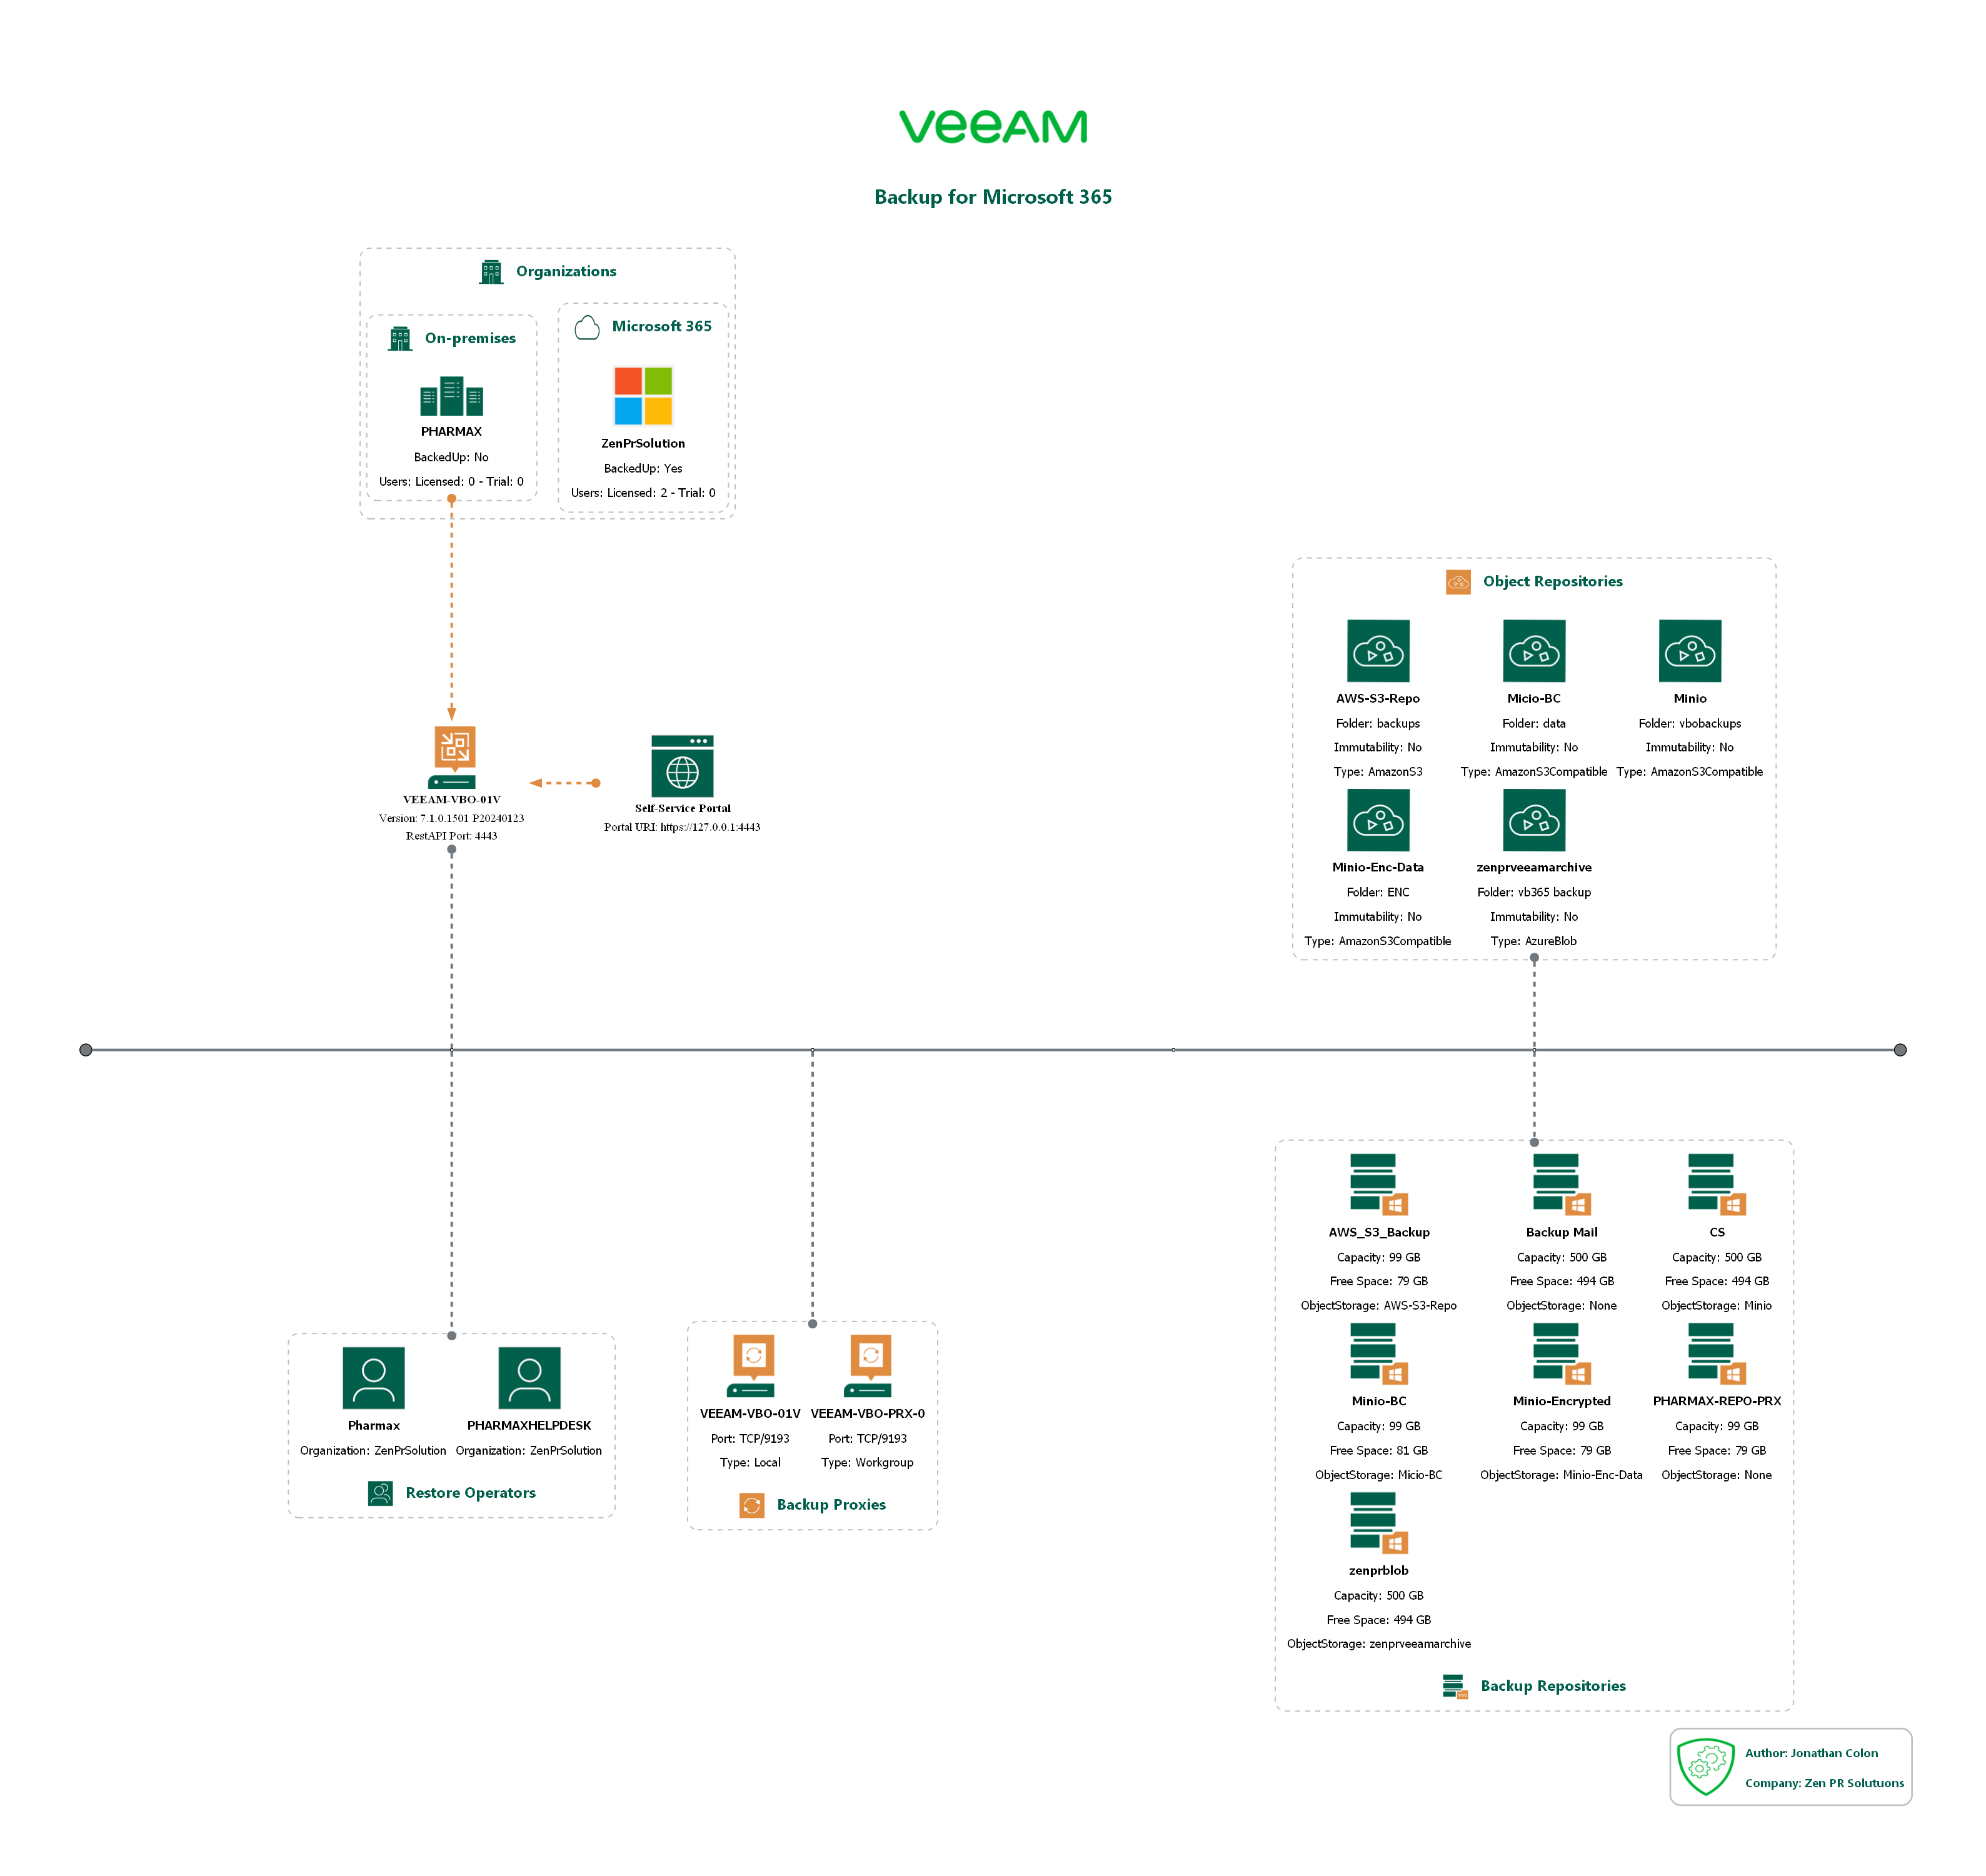 veeAM
Backup for Microsoft 365
Organizations
On-premises
PHARMAX
BackedUp: No
Users: Licensed: 0 - Trial: 0
Microsoft 365
ZenPrSolution
BackedUp: Yes
Users: Licensed: 2 - Trial: 0
VEEAM-VBO-01V
Version: 7.1.0.1501 P20240123
RestAPI Port: 4443
Self-Service Portal
Portal URI: https://127.0.0.1:4443
Object Repositories
AWS-S3-Repo
Folder: backups
Immutability: No
Type: AmazonS3
Micio-BC
Folder: data
Immutability: No
Type: AmazonS3Compatible
Minio
Folder: vbobackups
Immutability: No
Type: AmazonS3Compatible
Minio-Enc-Data
Folder: ENC
Immutability: No
Type: AmazonS3Compatible
zenprveeamarchive
Folder: vb365 backup
Immutability: No
Type: AzureBlob
Pharmax
Organization: ZenPrSolution
PHARMAXHELPDESK
Organization: ZenPrSolution
Restore Operators
VEEAM-VBO-01V
Port: TCP/9193
Type: Local
VEEAM-VBO-PRX-0
Port: TCP/9193
Type: Workgroup
Backup Proxies
AWS_S3_Backup
Capacity: 99 GB
Free Space: 79 GB
ObjectStorage: AWS-S3-Repo
Backup Mail
Capacity: 500 GB
Free Space: 494 GB
ObjectStorage: None
CS
Capacity: 500 GB
Free Space: 494 GB
ObjectStorage: Minio
Minio-BC
Capacity: 99 GB
Free Space: 81 GB
ObjectStorage: Micio-BC
Minio-Encrypted
Capacity: 99 GB
Free Space: 79 GB
ObjectStorage: Minio-Enc-Data
PHARMAX-REPO-PRX
Capacity: 99 GB
Free Space: 79 GB
ObjectStorage: None
zenprblob
Capacity: 500 GB
Free Space: 494 GB
ObjectStorage: zenprveeamarchive
Backup Repositories
Author: Jonathan Colon
Company: Zen PR Solutuons